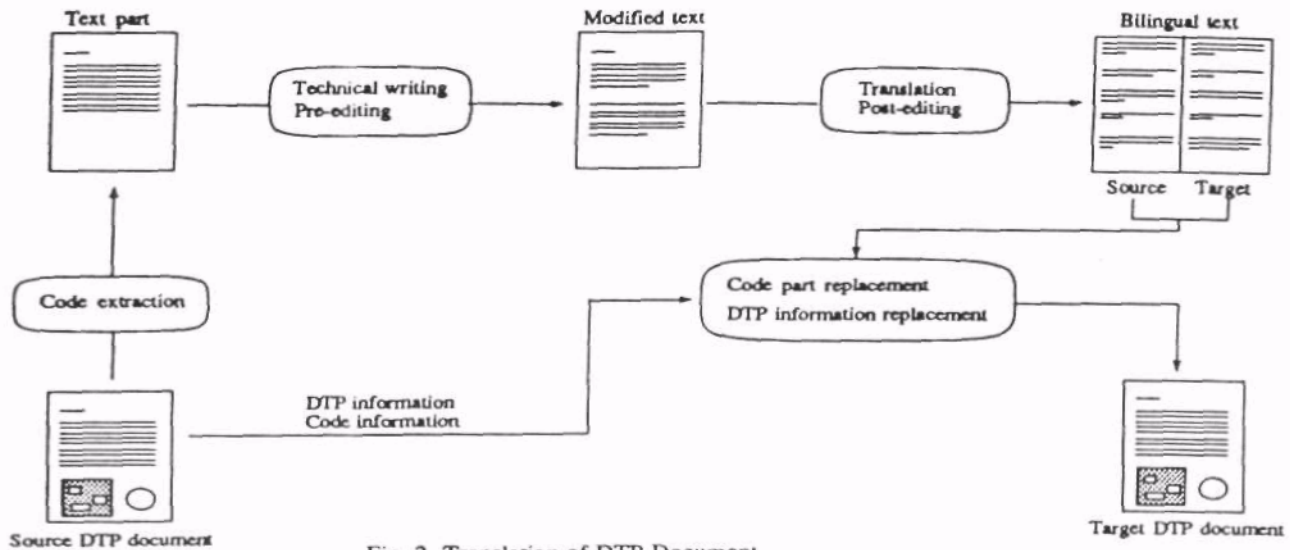 Text part
Modified text
Bilingual text
Technical writing
Pre-editing
Translation
Post-editing
Source Target
Code extraction
Code part replacement
DTP information replacement
DTP information
Code information
Source DTP document
Target DTP document
Fig. 2 Translation of DTP Document